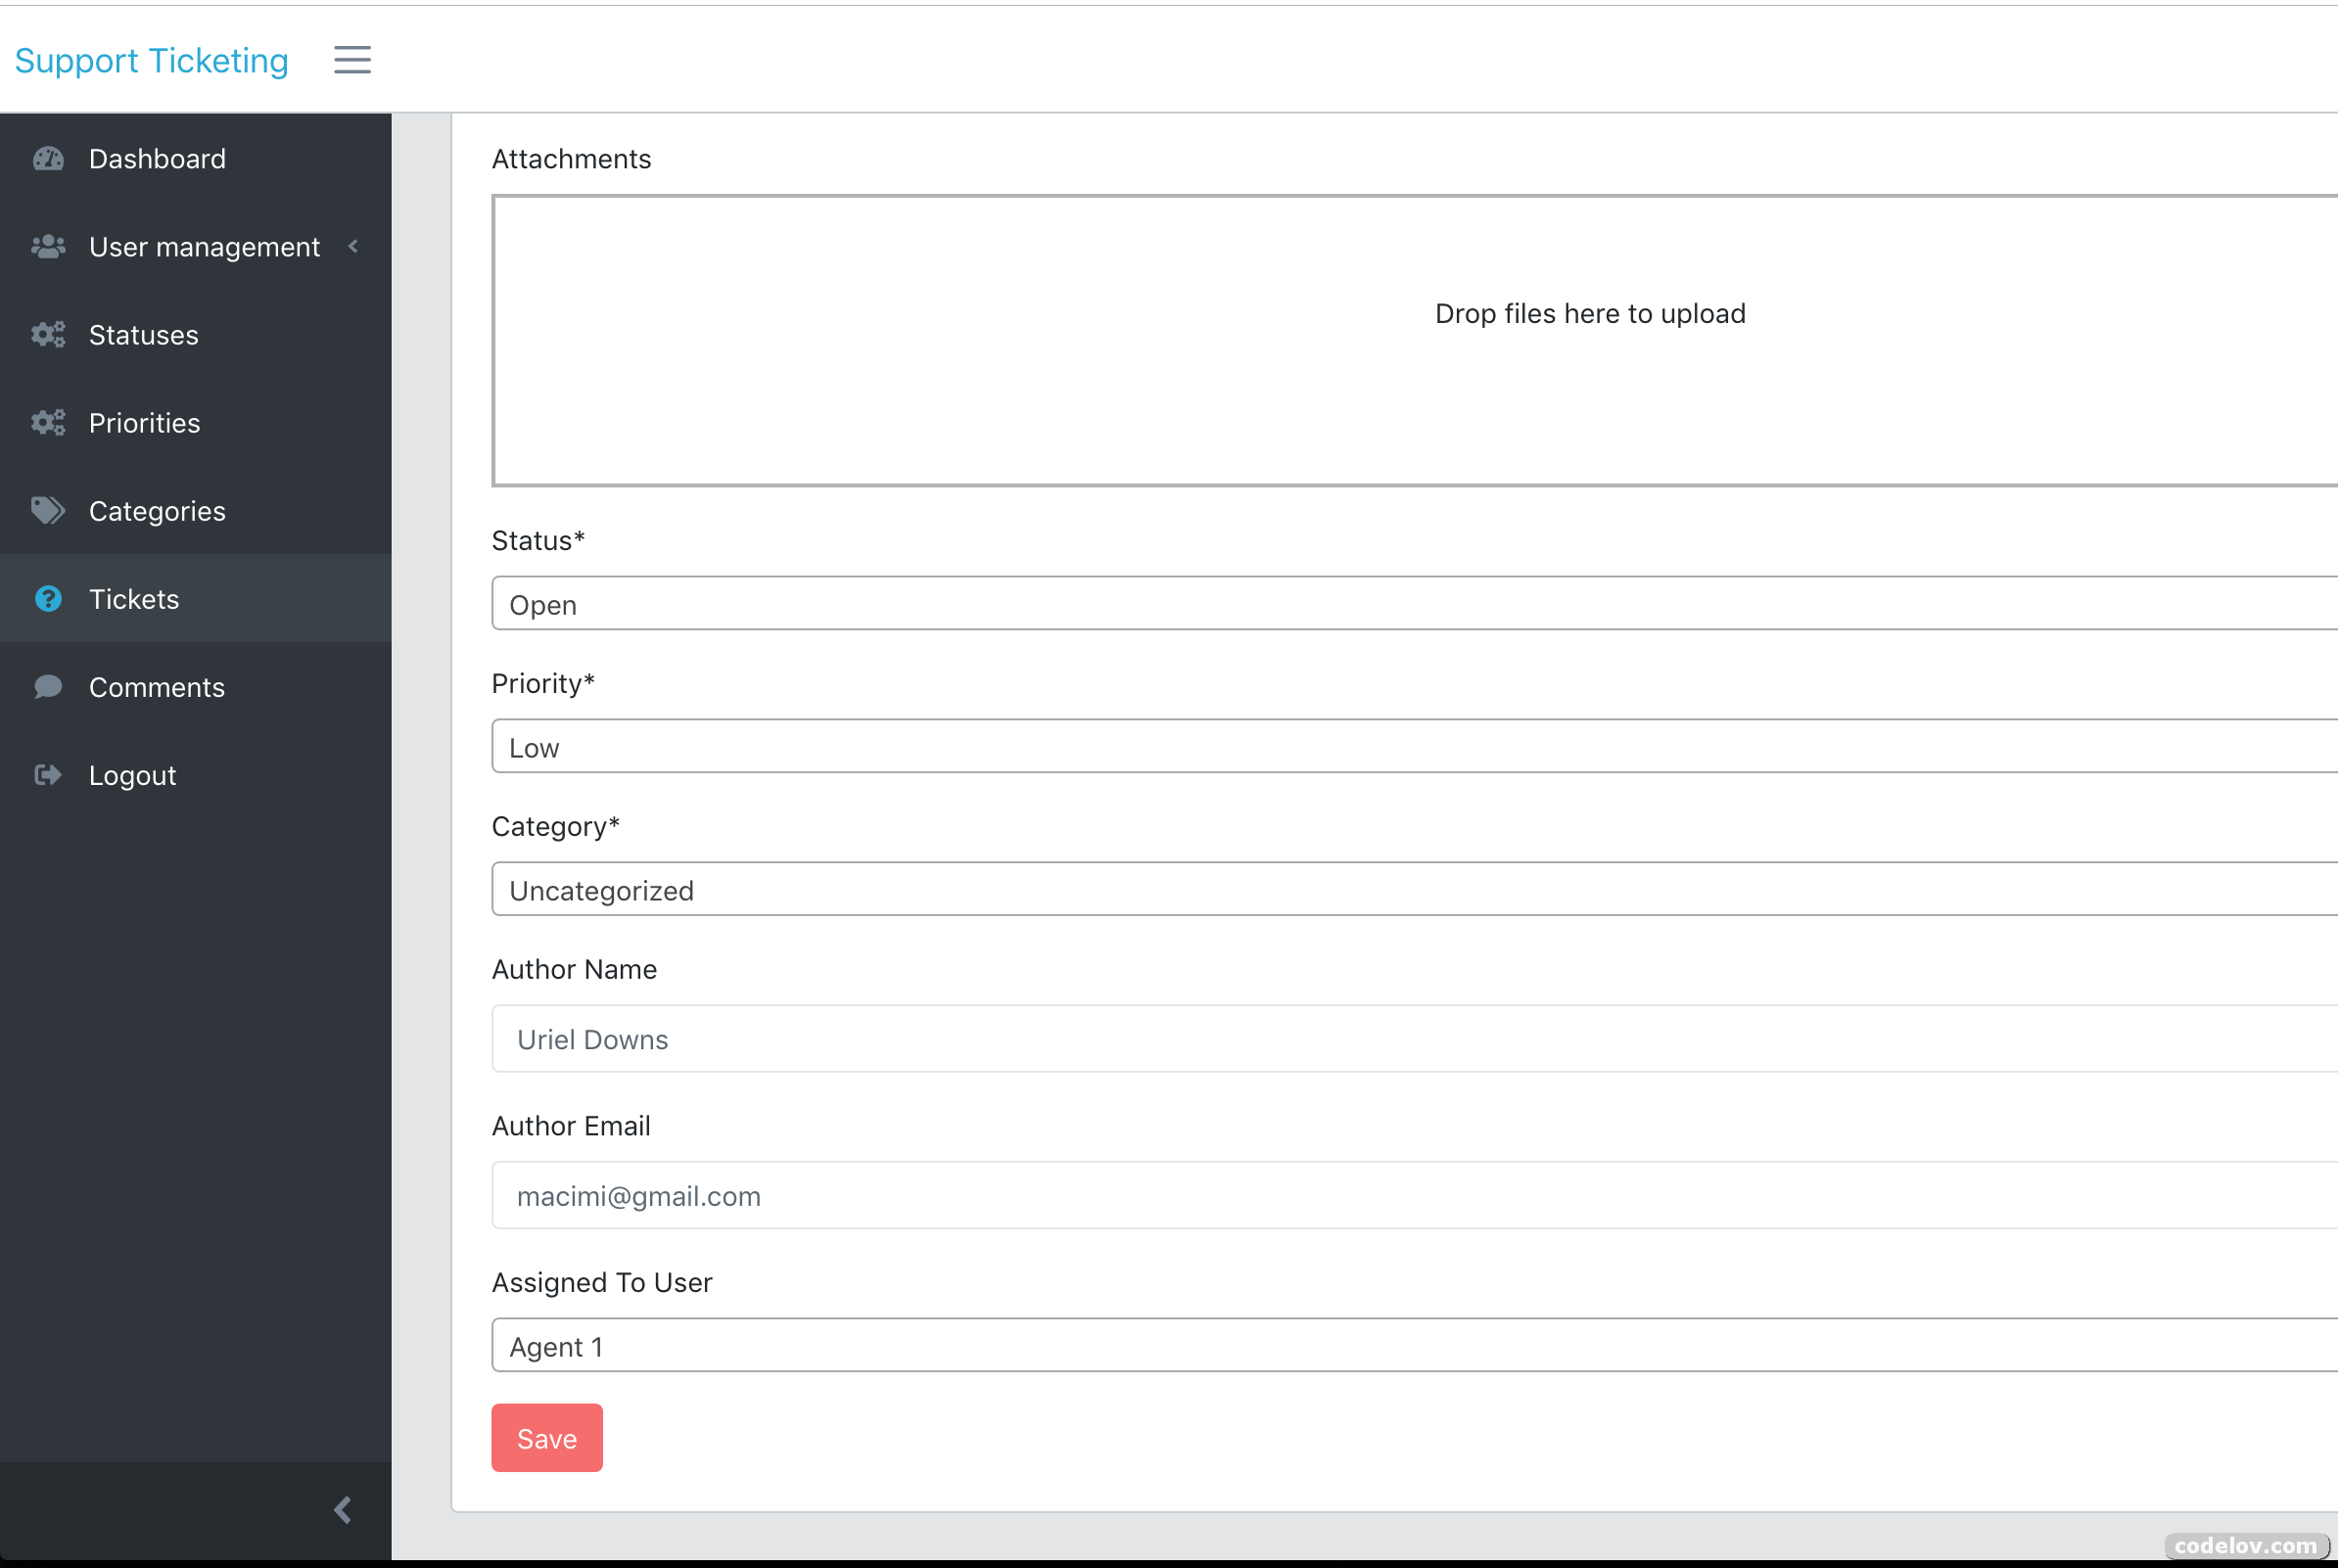 Support Ticketing
Dashboard
User management
Statuses
Priorities
Categories
Tickets
Comments
Logout
Attachments
Drop files here to upload
Status*
Open
Priority*
Low
Category*
Uncategorized
Author Name
Uriel Downs
Author Email
macimi@gmail.com
Assigned To User
Agent 1
Save
codelov.com